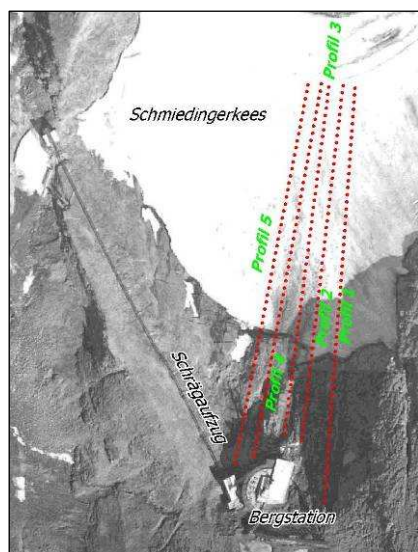 Profil 3
Schmiedingerkees
Profil 5
Profil 2
Profil 1
Profil 4
Schrägaufzug
Bergstation